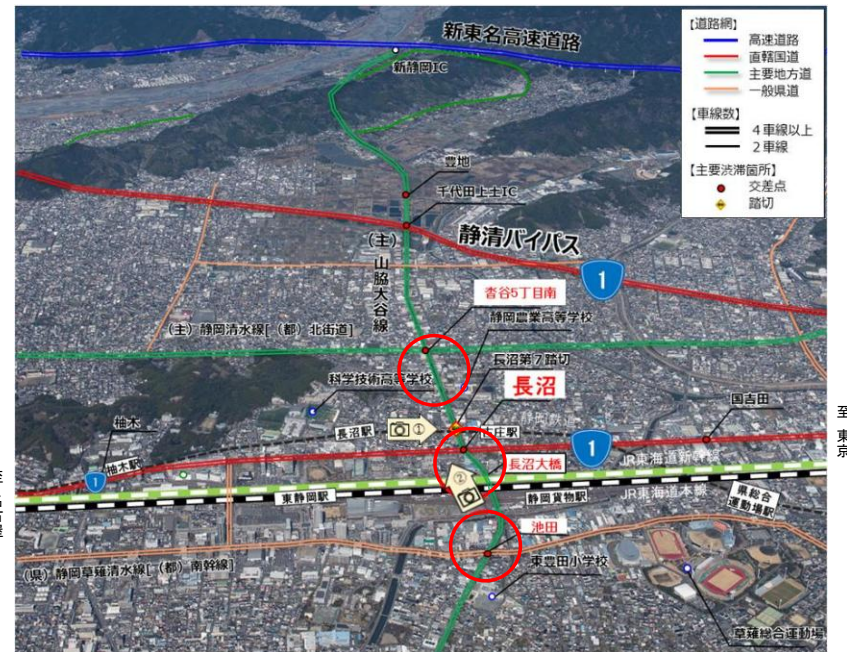 新東名高速道路
新静岡IC
【道路網】
高速道路
直轄国道
主要地方道
一般県道
【車線数】
4車線以上
2車線
【主要渋滞箇所】
交差点
踏切
豊地
千代田上土IC
静清バイパス
1
(主)山脇大谷線
沓谷5丁目南
静岡農業高等学校
(主)静岡清水線[(都)北街道]
長沼第7踏切
科学技術高等学校
長沼
国吉田
至 東京
柚木
長沼駅
①
古庄駅
1
柚木駅
1
長沼大橋
JR東海道新幹線
②
東静岡駅
静岡貨物駅
JR東海道本線
県総合
運動場駅
池田
(県)静岡草薙清水線[(都)南幹線]
東豊田小学校
草薙総合運動場